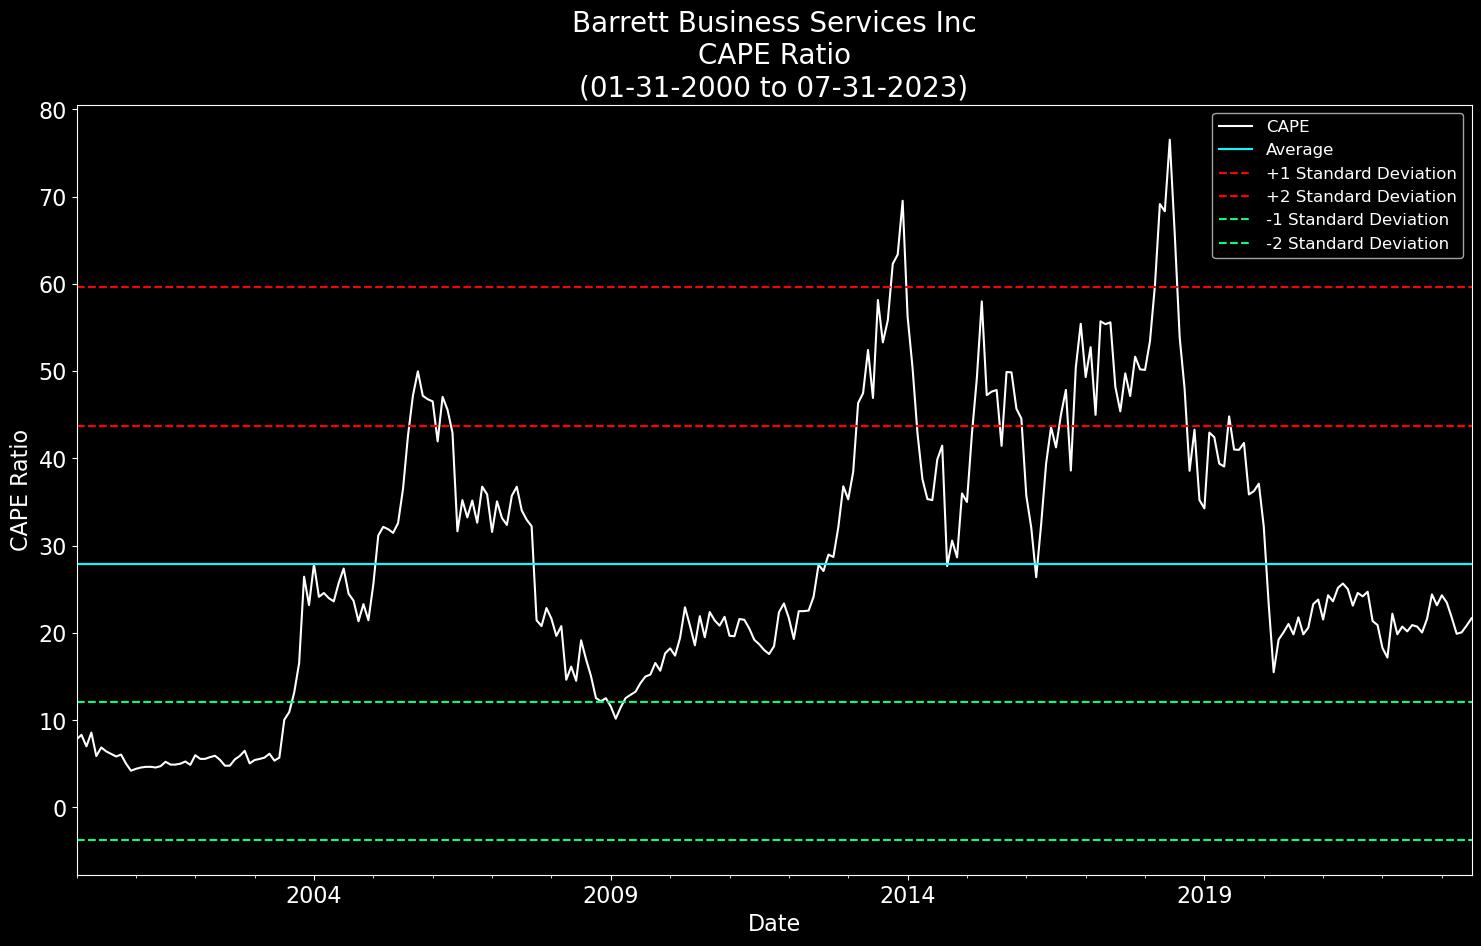 Barrett Business Services Inc
CAPE Ratio
(01-31-2000 to 07-31-2023)
80
70
60
50
40
30
20
10
0
CAPE Ratio
CAPE
Average
+1 Standard Deviation
+2 Standard Deviation
-1 Standard Deviation
-2 Standard Deviation
2004
2009
2014
2019
Date